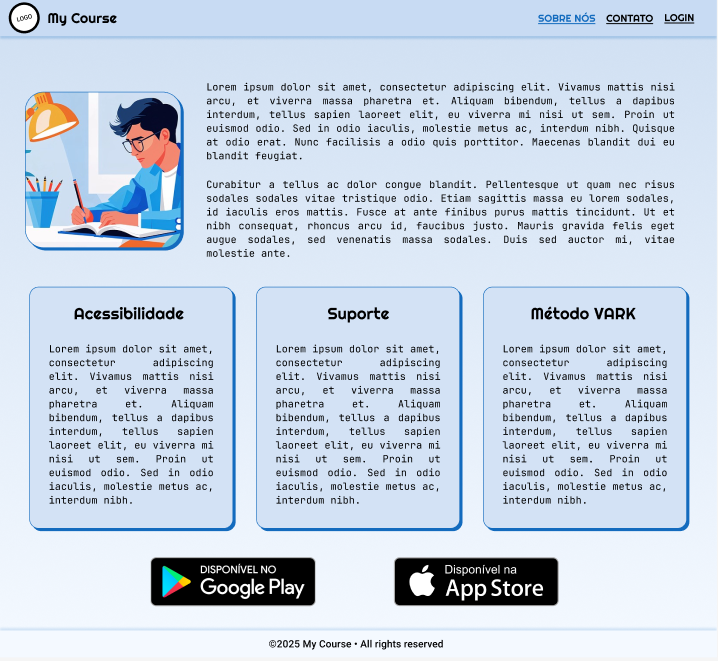 LOGO
My Course
SOBRE NÓS
CONTATO
LOGIN
Lorem ipsum dolor sit amet, consectetur adipiscing elit. Vivamus mattis nisi
arcu, et viverra massa pharetra et. Aliquam bibendum, tellus a dapibus
interdum, tellus sapien laoreet elit, eu viverra mi nisi ut sem. Proin ut
euismod odio. Sed in odio iaculis, molestie metus ac, interdum nibh. Quisque
at odio erat. Nunc facilisis a odio quis porttitor. Maecenas blandit dui eu
blandit feugiat.
Curabitur a tellus ac dolor congue blandit. Pellentesque ut quam nec risus
sodales sodales vitae tristique odio. Etiam sagittis massa eu lorem sodales,
id iaculis eros mattis. Fusce at ante finibus purus mattis tincidunt. Ut et
nibh consequat, rhoncus arcu id, faucibus justo. Mauris gravida felis eget
augue sodales, sed venenatis massa sodales. Duis sed auctor mi, vitae
molestie ante.
Acessibilidade
Lorem ipsum dolor sit amet,
consectetur adipiscing
elit. Vivamus mattis nisi
arcu, et viverra massa
pharetra et. Aliquam
bibendum, tellus a dapibus
interdum, tellus sapien
laoreet elit, eu viverra mi
nisi ut sem. Proin ut
euismod odio. Sed in odio
iaculis, molestie metus ac,
interdum nibh.
Suporte
Lorem ipsum dolor sit amet,
consectetur adipiscing
elit. Vivamus mattis nisi
arcu, et viverra massa
pharetra et. Aliquam
bibendum, tellus a dapibus
interdum, tellus sapien
laoreet elit, eu viverra mi
nisi ut sem. Proin ut
euismod odio. Sed in odio
iaculis, molestie metus ac,
interdum nibh.
Método VARK
Lorem ipsum dolor sit amet,
consectetur adipiscing
elit. Vivamus mattis nisi
arcu, et viverra massa
pharetra et. Aliquam
bibendum, tellus a dapibus
interdum, tellus sapien
laoreet elit, eu viverra mi
nisi ut sem. Proin ut
euismod odio. Sed in odio
iaculis, molestie metus ac,
interdum nibh.
DISPONÍVEL NO
Google Play
Disponível na
App Store
©2025 My Course • All rights reserved